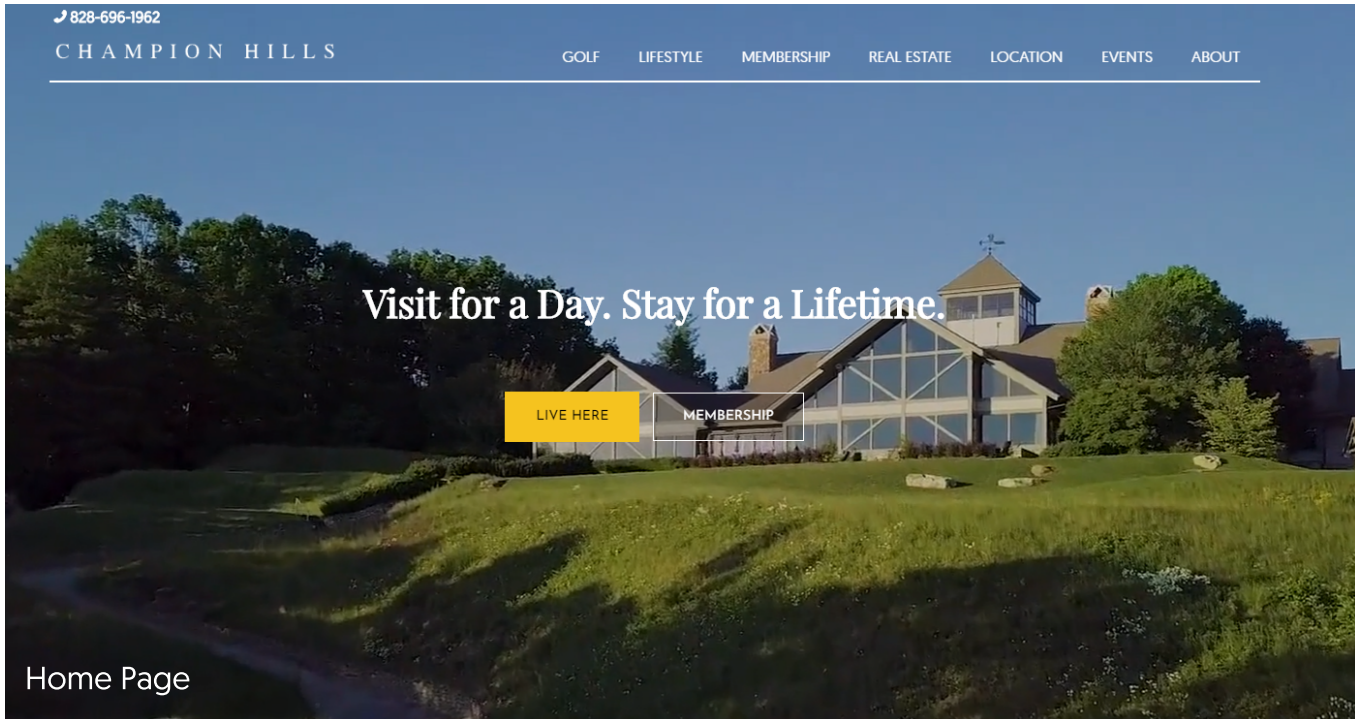 828-696-1962
CHAMPION HILLS
GOLF LIFESTYLE MEMBERSHIP REAL ESTATE LOCATION EVENTS ABOUT
Visit for a Day. Stay for a Lifetime.
LIVE HERE MEMBERSHIP
Home Page